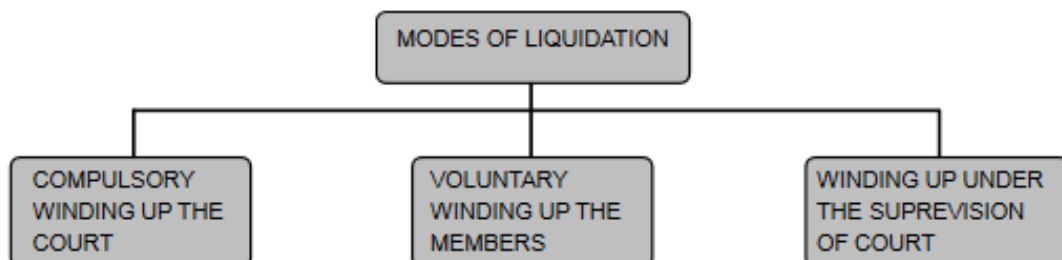 MODES OF LIQUIDATION
COMPULSORY
WINDING UP THE
COURT
VOLUNTARY
WINDING UP THE
MEMBERS
WINDING UP UNDER
THE SUPREVISION
OF COURT